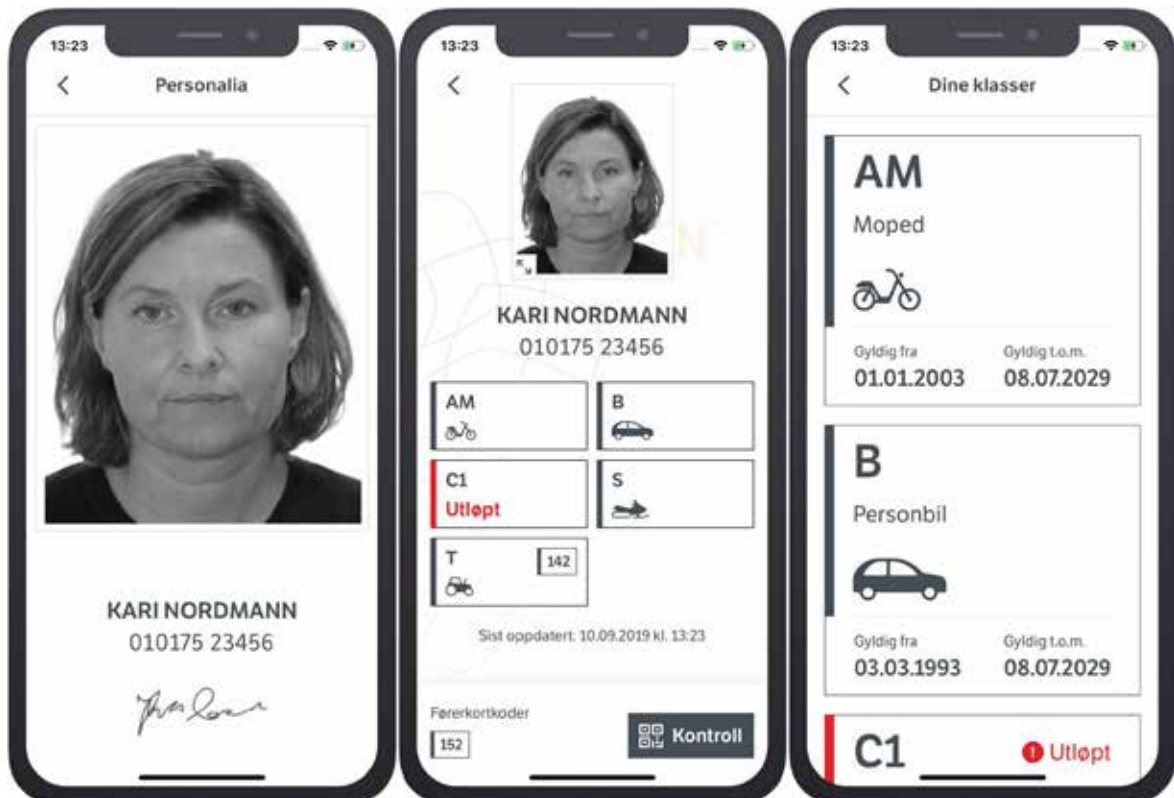 13:23
Personalia
KARI NORDMANN
010175 23456
13:23
KARI NORDMANN
010175 23456
AM
B
C1
Utløpt
S
T
142
Sist oppdatert: 10.09.2019 kl. 13:23
Førerkortkoder
152
Kontroll
13:23
Dine klasser
AM
Moped
Gyldig fra
Gyldig t.o.m.
01.01.2003
08.07.2029
B
Personbil
Gyldig fra
Gyldig t.o.m.
03.03.1993
08.07.2029
C1
Utløpt